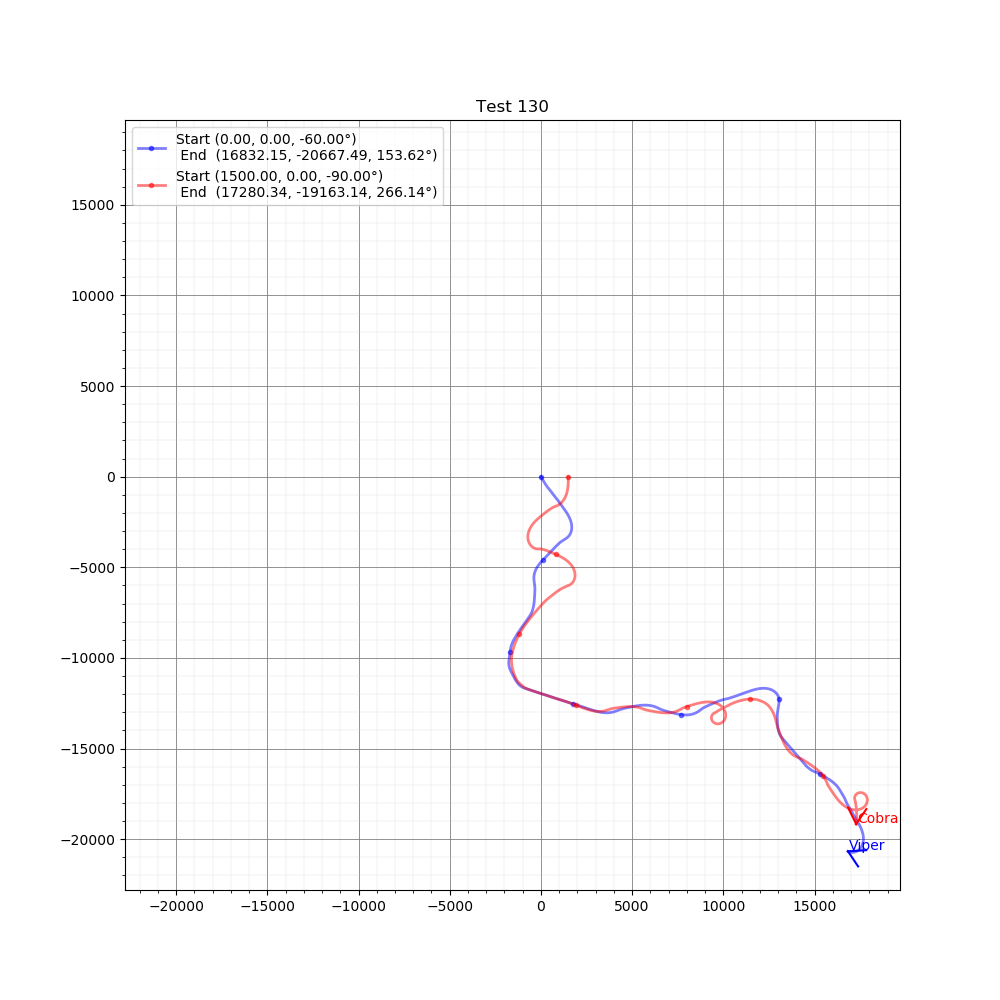 Test 130
Start (0.00, 0.00, -60.00°)
End (16832.15, -20667.49, 153.62°)
Start (1500.00, 0.00, -90.00°)
End (17280.34, -19163.14, 266.14°)
15000
10000
5000
0
−5000
−10000
−15000
−20000
Cobra
Viper
−20000 −15000 −10000 −5000 0 5000 10000 15000